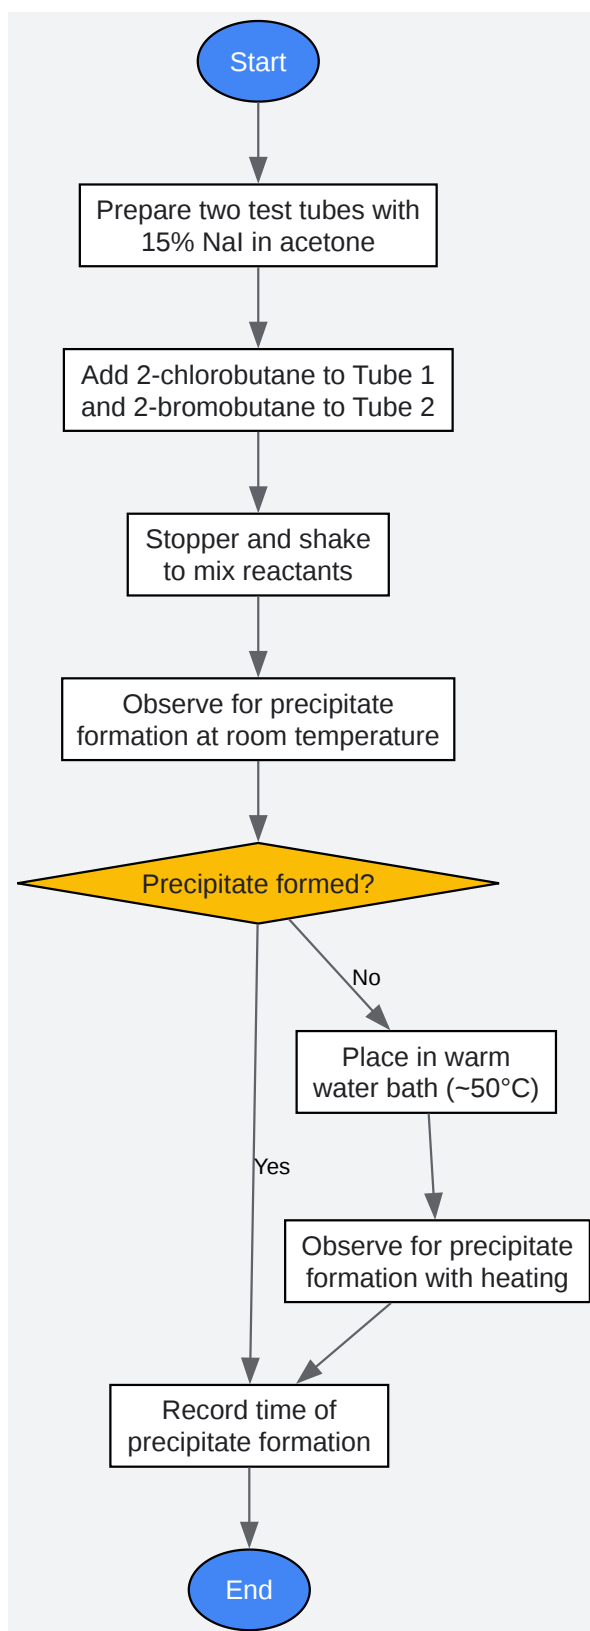 Start
Prepare two test tubes with
15% NaI in acetone
Add 2-chlorobutane to Tube 1
and 2-bromobutane to Tube 2
Stopper and shake
to mix reactants
Observe for precipitate
formation at room temperature
Precipitate formed?
No
Place in warm
water bath (~50°C)
Yes
Observe for precipitate
formation with heating
Record time of
precipitate formation
End